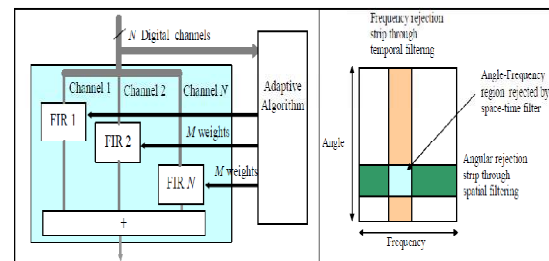 N Digital channels
Channel 1
Channel 2
Channel N
FIR 1
FIR 2
FIR N
M weights
M weights
Adaptive
Algorithm
+
Frequency rejection
strip through
temporal filtering
Angle-Frequency
region rejected by
space-time filter
Angle
Angular rejection
strip through
spatial filtering
Frequency